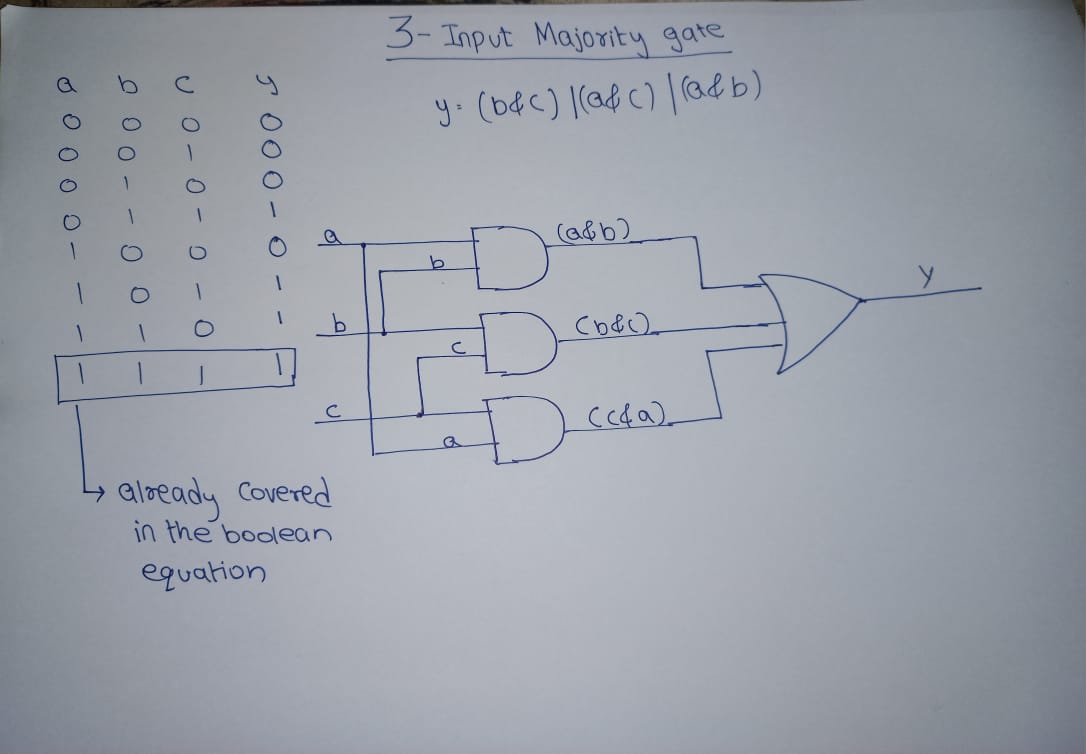 3- Input Majority gate
y = (b&c) |(a&c) |(a&b)
a b c y
0 0 0 0
0 0 1 0
0 1 0 0
0 1 1 1
1 0 0 0
1 0 1 1
1 1 0 1
1 1 1 1
already covered
in the boolean
equation
a
b
(a&b)
b
c
(b&c)
c
a
(c&a)
y